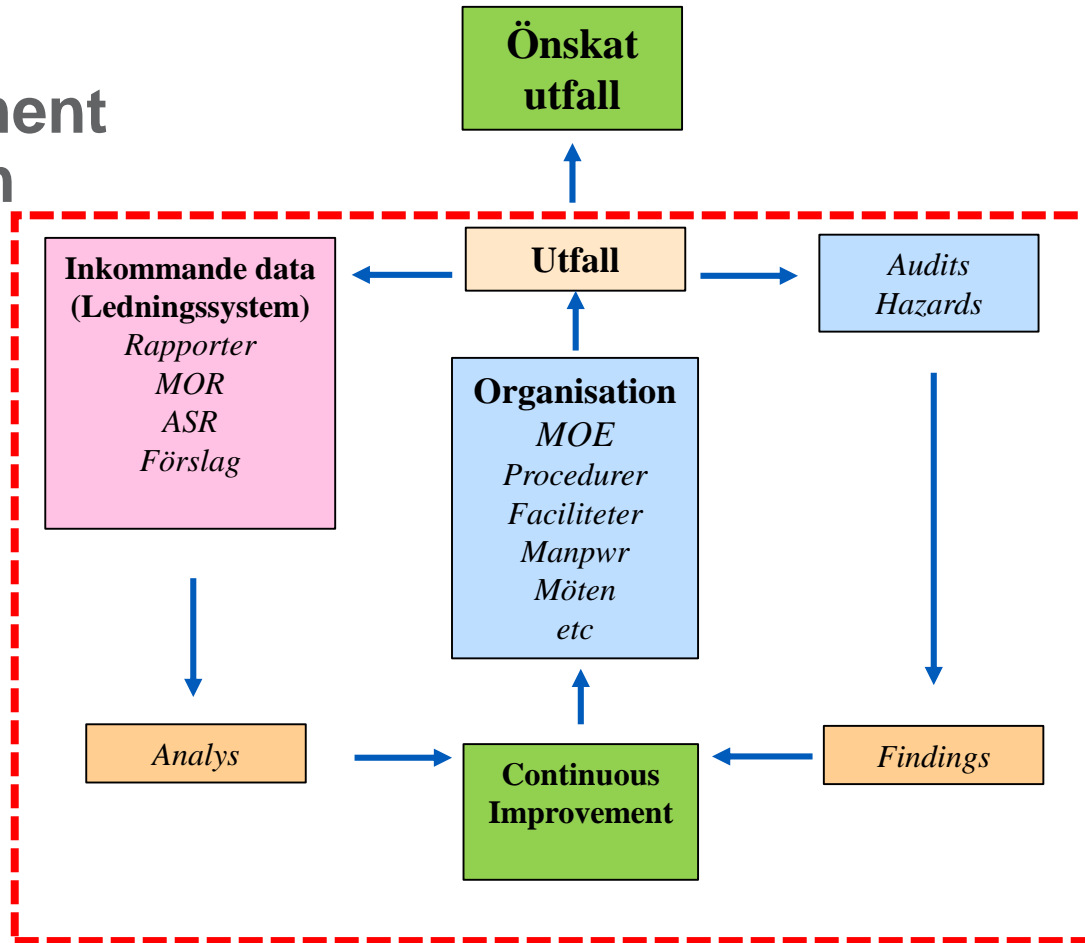 Önskat
utfall
Inkommande data
(Ledningssystem)
Rapporter
MOR
ASR
Förslag
Utfall
Audits
Hazards
Organisation
MOE
Procedurer
Faciliteter
Manpwr
Möten
etc
Analys
Continuous
Improvement
Findings